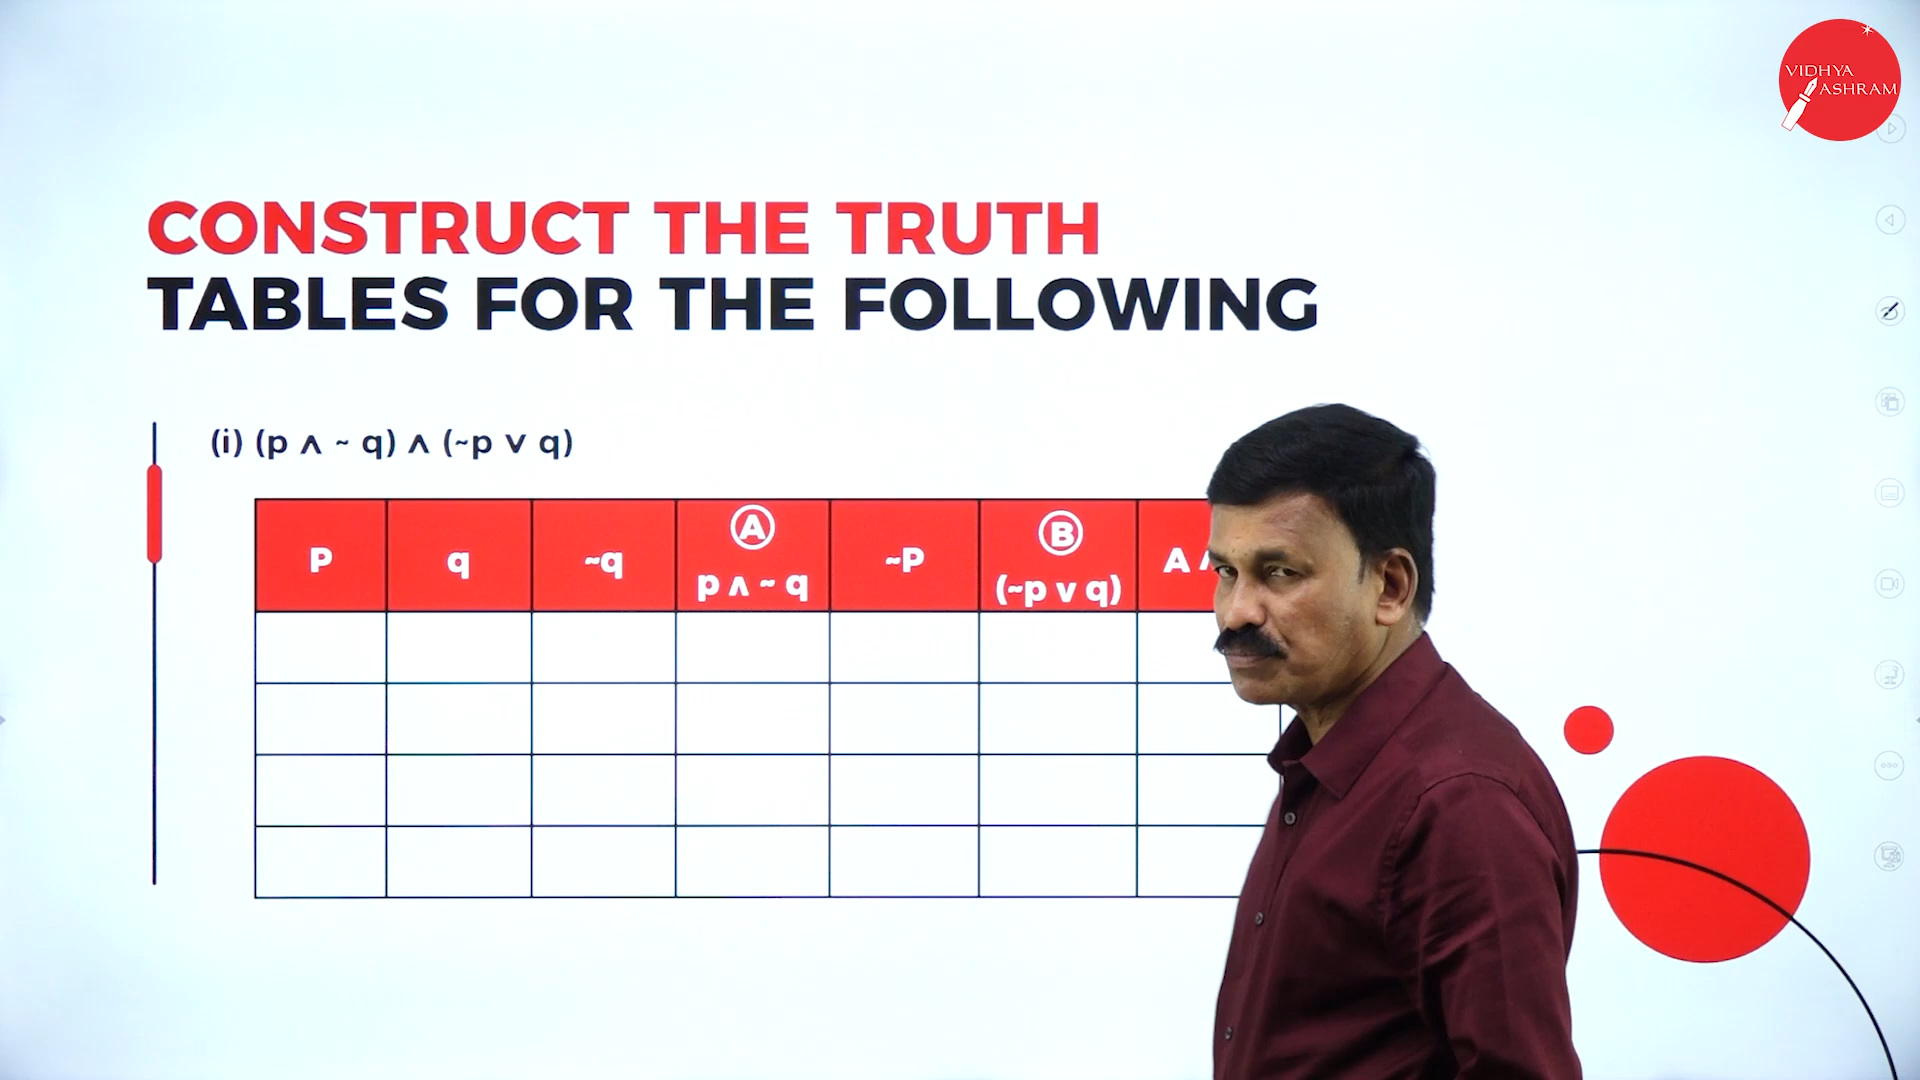 VIDHYA
ASHRAM
CONSTRUCT THE TRUTH
TABLES FOR THE FOLLOWING
(i) (p ∧ ~ q) ∧ (~p ∨ q)
P
q
~q
A
p ∧ ~ q
~P
B
(~p v q)
A